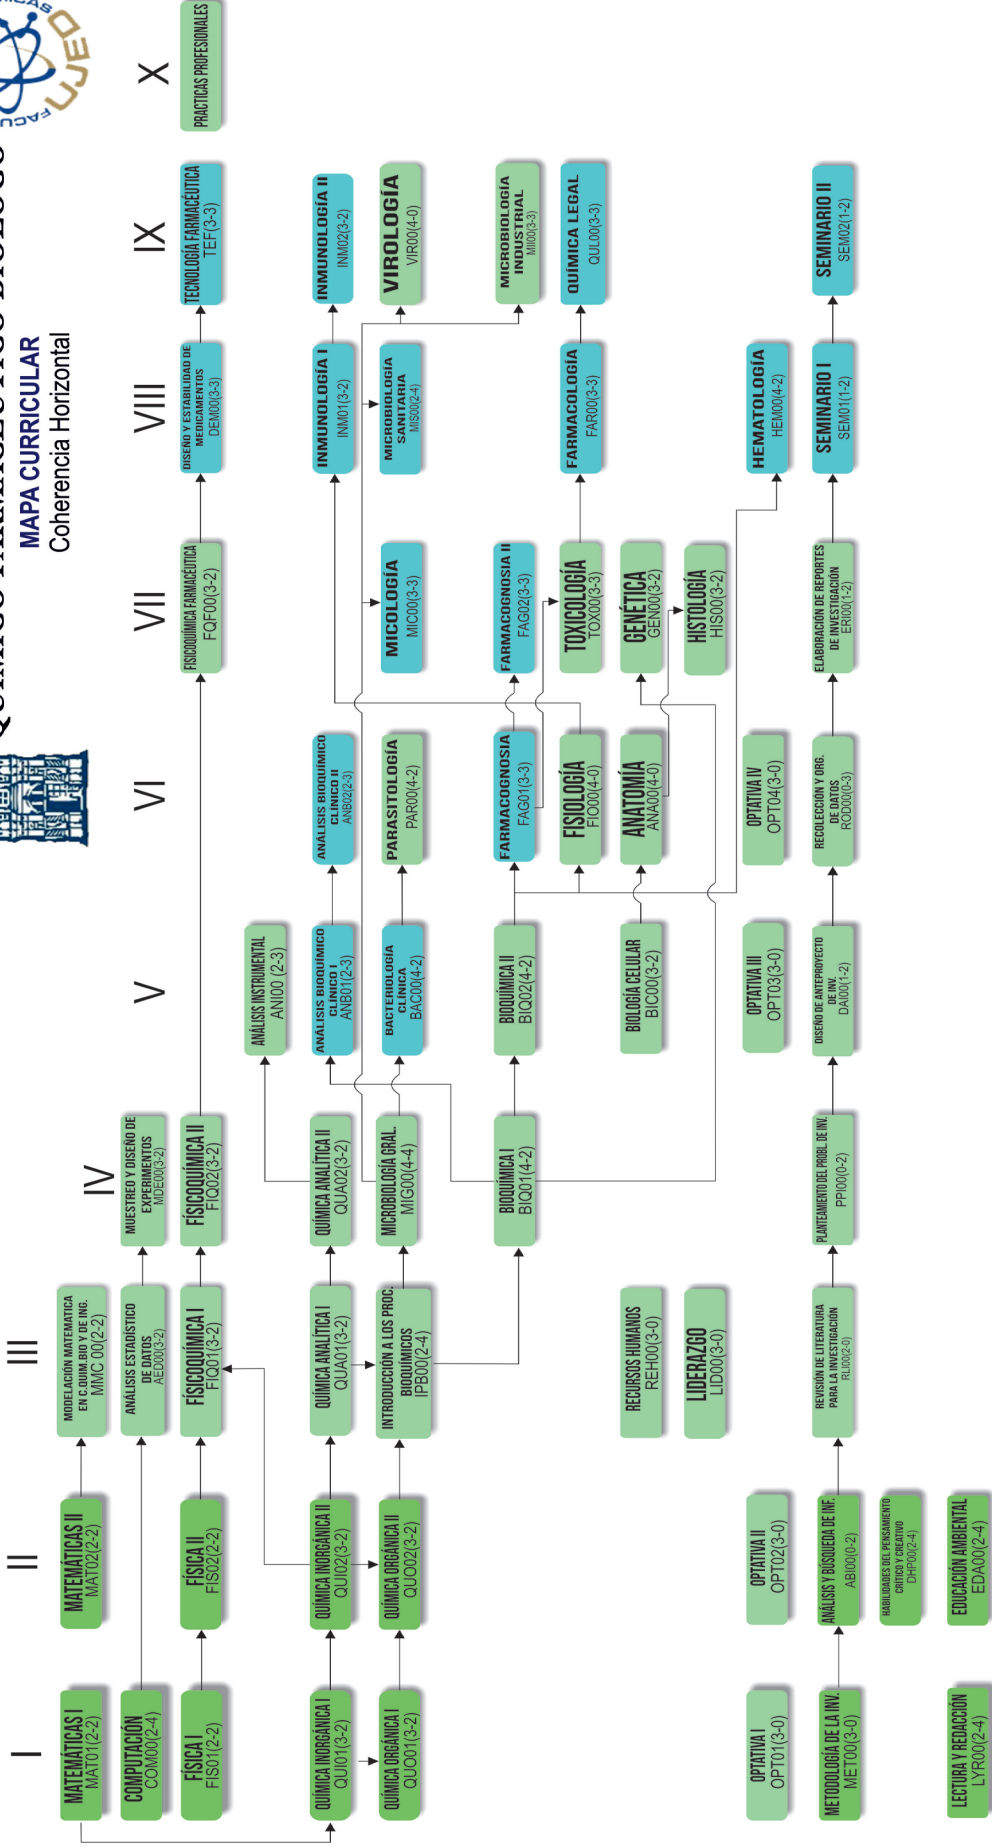 MAPA CURRICULAR
Coherencia Horizontal
I
II
III
IV
V
VI
VII
VIII
IX
X
MATEMÁTICAS I
MAT01(2-2)
MATEMÁTICAS II
MAT02(2-2)
MODELACIÓN MATEMATICA
EN C.QUIM.BIO Y DE ING.
MMC 00(2-2)
COMPUTACIÓN
COM00(2-4)
ANÁLISIS ESTADÍSTICO
DE DATOS
AED00(3-2)
MUESTREO Y DISEÑO DE
EXPERIMENTOS
MDE00(3-2)
FÍSICA I
FIS01(2-2)
FÍSICA II
FIS02(2-2)
FÍSICOQUÍMICA I
FIQ01(3-2)
FÍSICOQUÍMICA II
FIQ02(3-2)
FISICOQUÍMICA FARMACÉUTICA
FQF00(3-2)
DISEÑO Y ESTABILIDAD DE
MEDICAMENTOS
DEM00(3-3)
TECNOLOGÍA FARMACÉUTICA
TEF(3-3)
PRACTICAS PROFESIONALES
ANÁLISIS INSTRUMENTAL
ANI00 (2-3)
QUÍMICA INORGÁNICA I
QUI01(3-2)
QUÍMICA INORGÁNICA II
QUI02(3-2)
QUÍMICA ANALÍTICA I
QUA01(3-2)
QUÍMICA ANALÍTICA II
QUA02(3-2)
ANÁLISIS BIOQUÍMICO
CLÍNICO I
ANB01(2-3)
ANÁLISIS BIOQUÍMICO
CLÍNICO II
ANB02(2-3)
INMUNOLOGÍA I
INM01(3-2)
INMUNOLOGÍA II
INM02(3-2)
QUÍMICA ORGÁNICA I
QUO01(3-2)
QUÍMICA ORGÁNICA II
QUO02(3-2)
INTRODUCCIÓN A LOS PROC.
BIOQUÍMICOS
IPB00(2-4)
MICROBIOLOGÍA GRAL.
MIG00(4-4)
BACTERIOLOGÍA
CLÍNICA
BAC00(4-2)
PARASITOLOGÍA
PAR00(4-2)
MICOLOGÍA
MIC00(3-3)
MICROBIOLOGÍA
SANITARIA
MIS00(2-4)
VIROLOGÍA
VIR00(4-0)
BIOQUÍMICA I
BIQ01(4-2)
BIOQUÍMICA II
BIQ02(4-2)
FARMACOGNOSIA
FAG01(3-3)
FARMACOGNOSIA II
FAG02(3-3)
MICROBIOLOGÍA
INDUSTRIAL
MII00(3-3)
FISIOLOGÍA
FIO00(4-0)
TOXICOLOGÍA
TOX00(3-3)
FARMACOLOGÍA
FAR00(3-3)
QUÍMICA LEGAL
QUL00(3-3)
RECURSOS HUMANOS
REH00(3-0)
BIOLOGÍA CELULAR
BIC00(3-2)
ANATOMÍA
ANA00(4-0)
GENÉTICA
GEN00(3-2)
LIDERAZGO
LID00(3-0)
HISTOLOGÍA
HIS00(3-2)
OPTATIVA I
OPT01(3-0)
OPTATIVA II
OPT02(3-0)
OPTATIVA III
OPT03(3-0)
OPTATIVA IV
OPT04(3-0)
HEMATOLOGÍA
HEM00(4-2)
METODOLOGÍA DE LA INV.
MET00(3-0)
ANÁLISIS Y BÚSQUEDA DE INF.
ABI00(0-2)
REVISIÓN DE LITERATURA
PARA LA INVESTIGACIÓN
RLI00(2-0)
PLANTEAMIENTO DEL PROBL. DE INV.
PPI00(0-2)
DISEÑO DE ANTEPROYECTO
DE INV.
DAI00(1-2)
RECOLECCION Y ORG.
DE DATOS
ROD00(0-3)
ELABORACIÓN DE REPORTES
DE INVESTIGACIÓN
ERI00(1-2)
SEMINARIO I
SEM01(1-2)
SEMINARIO II
SEM02(1-2)
HABILIDADES DEL PENSAMIENTO
CRITICO Y CREATIVO
DHP00(2-4)
LECTURA Y REDACCIÓN
LYR00(2-4)
EDUCACIÓN AMBIENTAL
EDA00(2-4)
UJED